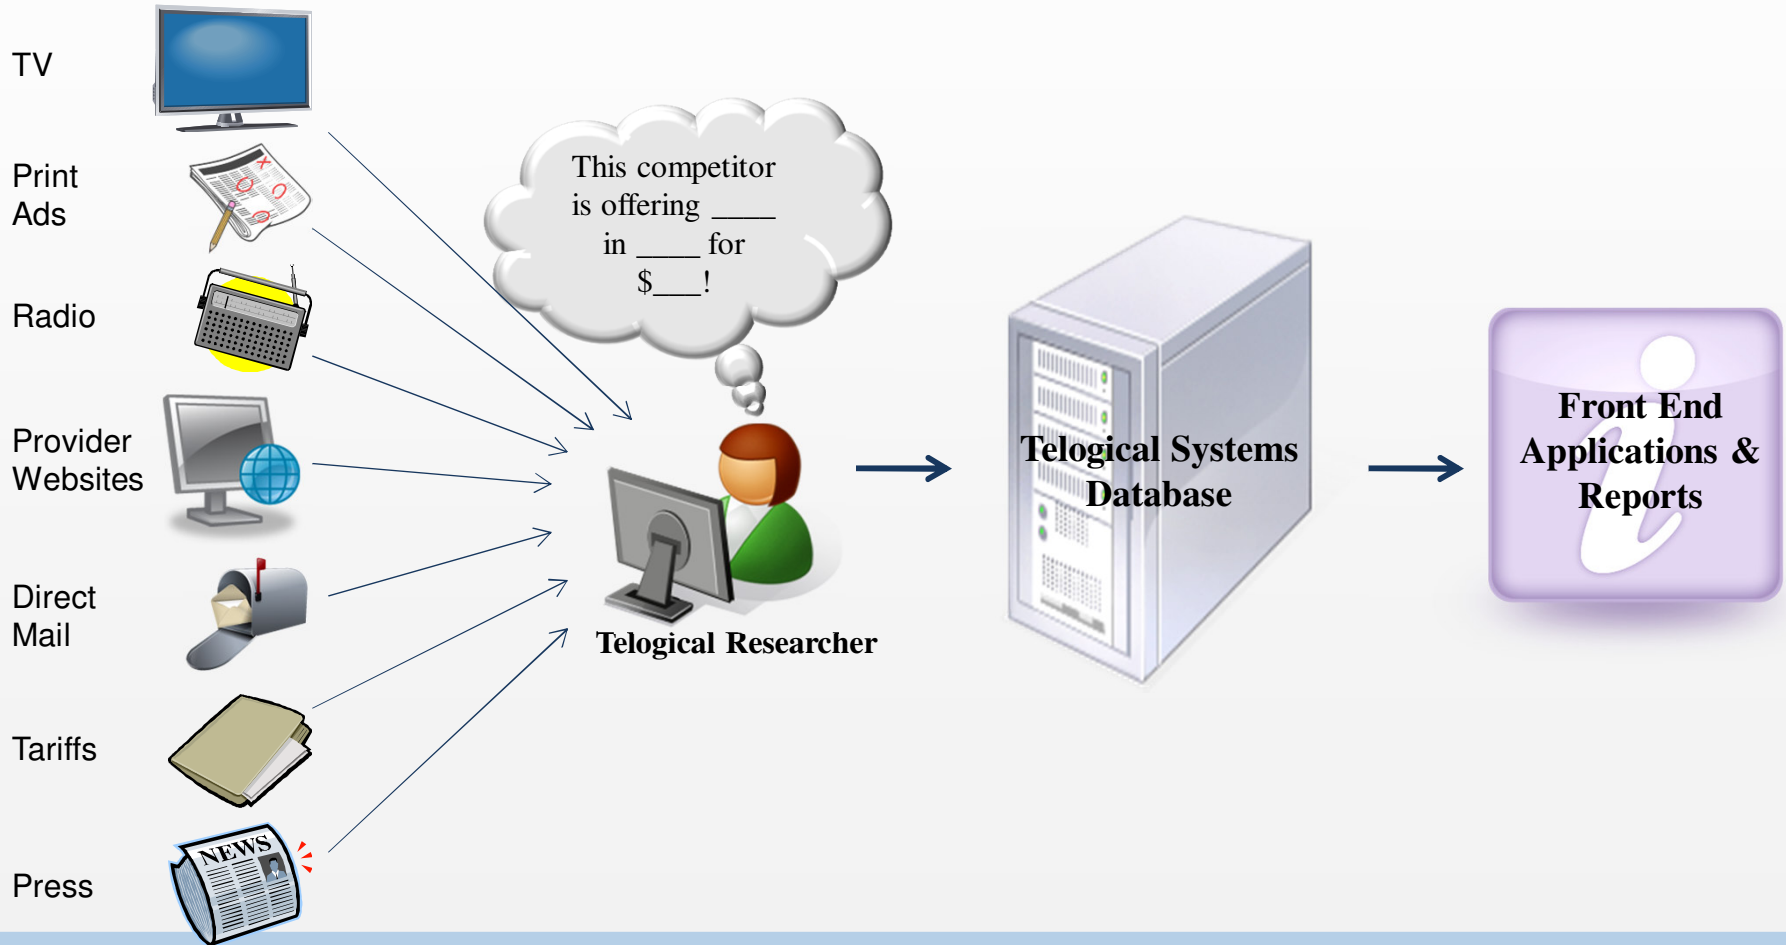 TV
Print
Ads
Radio
Provider
Websites
Direct
Mail
Tariffs
Press
NEWS
This competitor
is offering ____
in ____ for
$___!
Telogical Researcher
Telogical Systems
Database
Front End
Applications &
Reports